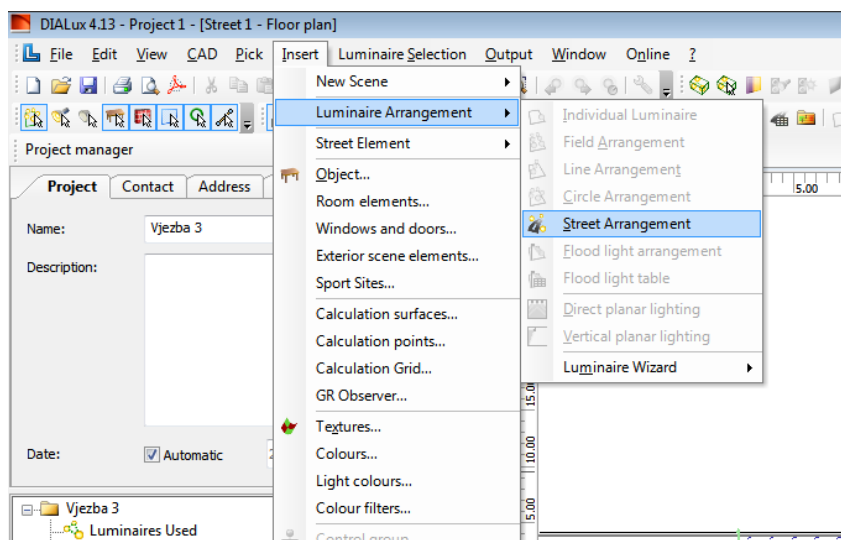 DIALux 4.13 - Project 1 - [Street 1 - Floor plan]
File Edit View CAD Pick Insert Luminaire Selection Output Window Online ?
Project manager
Project Contact Address
Name: Vjezba 3
Description:
Date: Automatic
Vjezba 3
Luminaires Used
New Scene
Luminaire Arrangement
Street Element
Object...
Room elements...
Windows and doors...
Exterior scene elements...
Sport Sites...
Calculation surfaces...
Calculation points...
Calculation Grid...
GR Observer...
Textures...
Colours...
Light colours...
Colour filters...
Control group
Individual Luminaire
Field Arrangement
Line Arrangement
Circle Arrangement
Street Arrangement
Flood light arrangement
Flood light table
Direct planar lighting
Vertical planar lighting
Luminaire Wizard
5.00
15.0
10.00
5.00